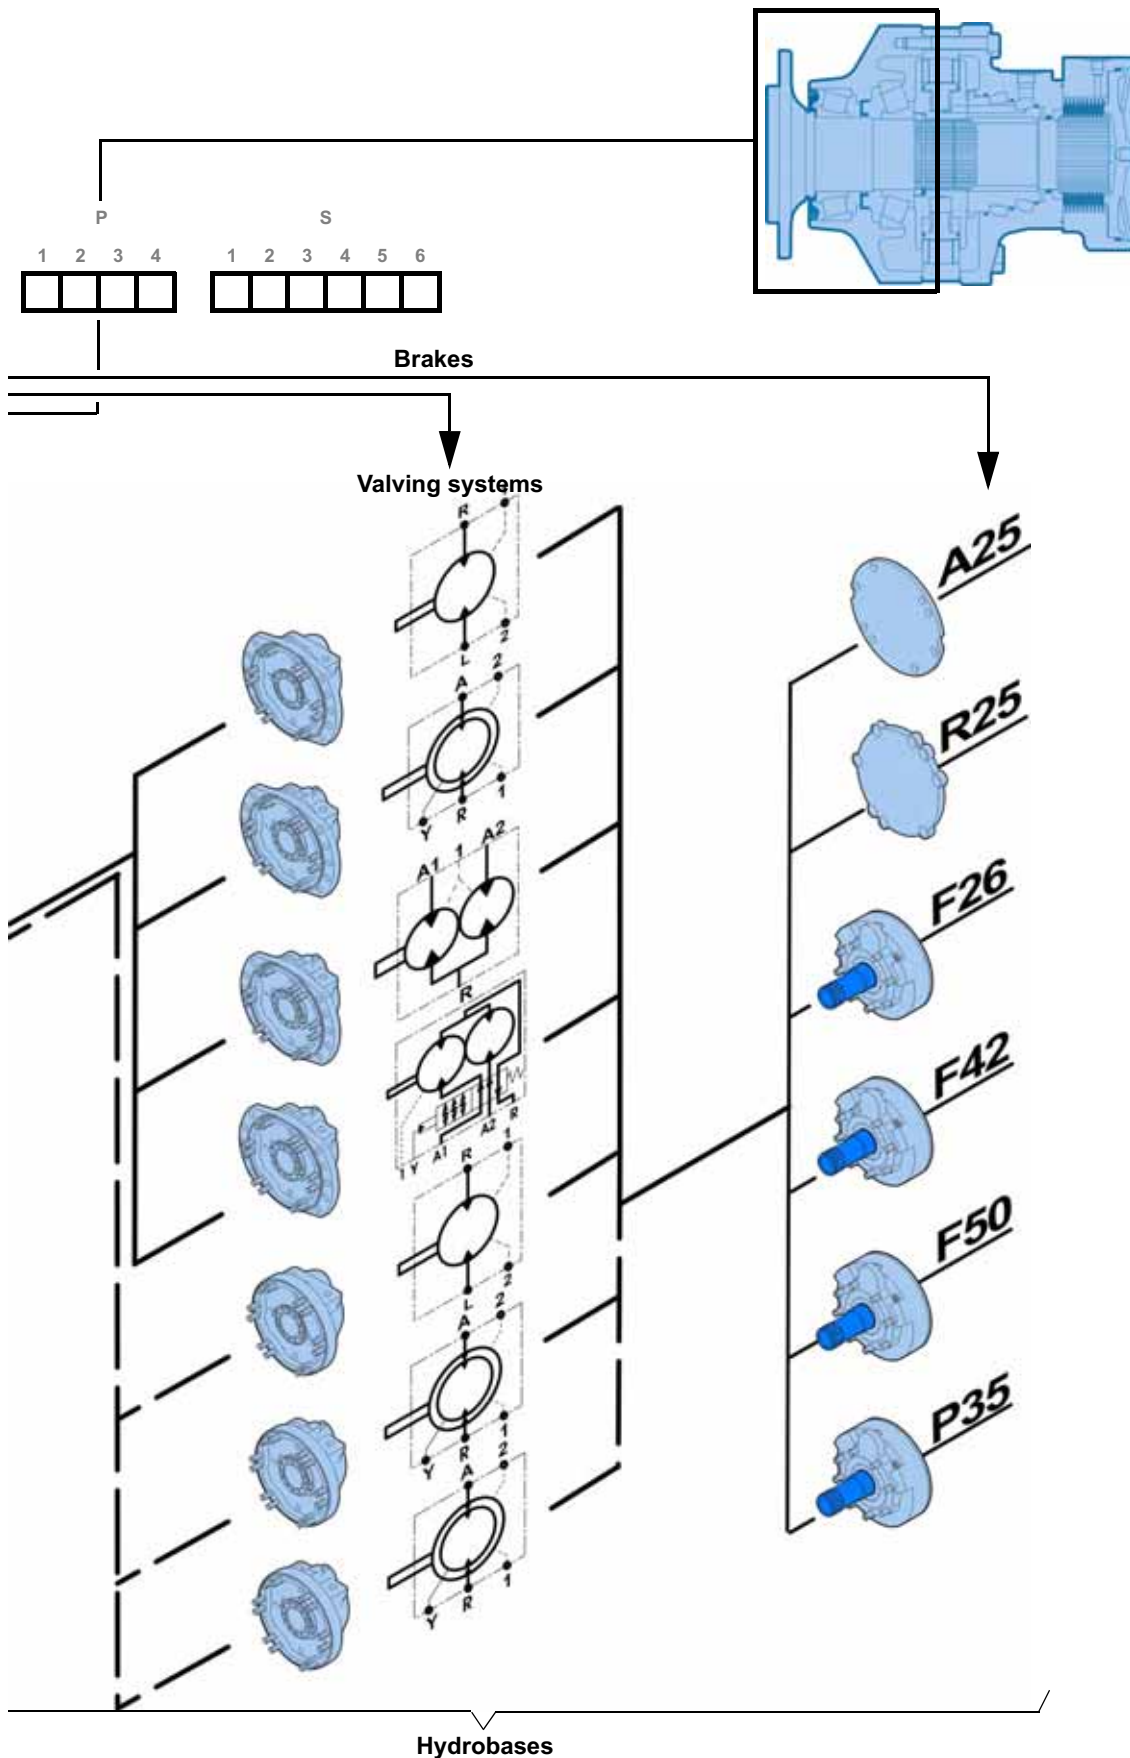 P S
1 2 3 4 1 2 3 4 5 6
Brakes
Valving systems
R
2
L
A25
A 2
Y R 1
R25
A1 1 A2
R
F26
1 Y A1 A2 R
F42
R 1
L 2
F50
A 2
Y R 1
P35
A 2
Y R 1
Hydrobases